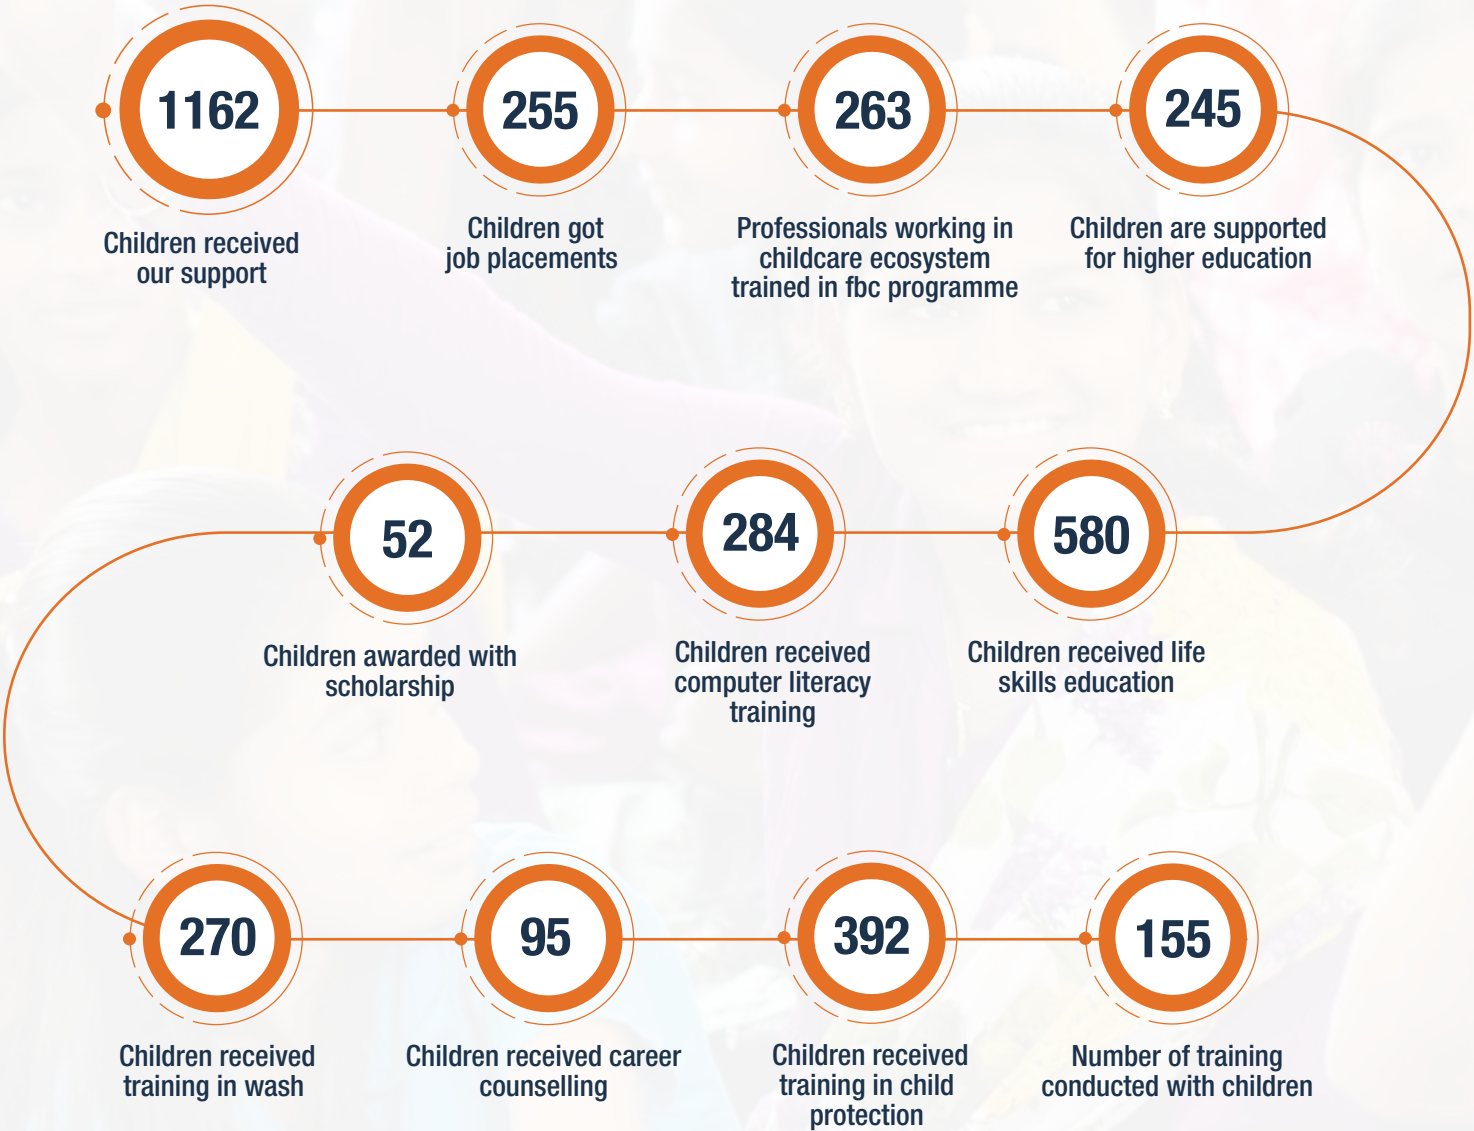 1162
Children received
our support
255
Children got
job placements
263
Professionals working in
childcare ecosystem
trained in fbc programme
245
Children are supported
for higher education
52
Children awarded with
scholarship
284
Children received
computer literacy
training
580
Children received life
skills education
270
Children received
training in wash
95
Children received career
counselling
392
Children received
training in child
protection
155
Number of training
conducted with children